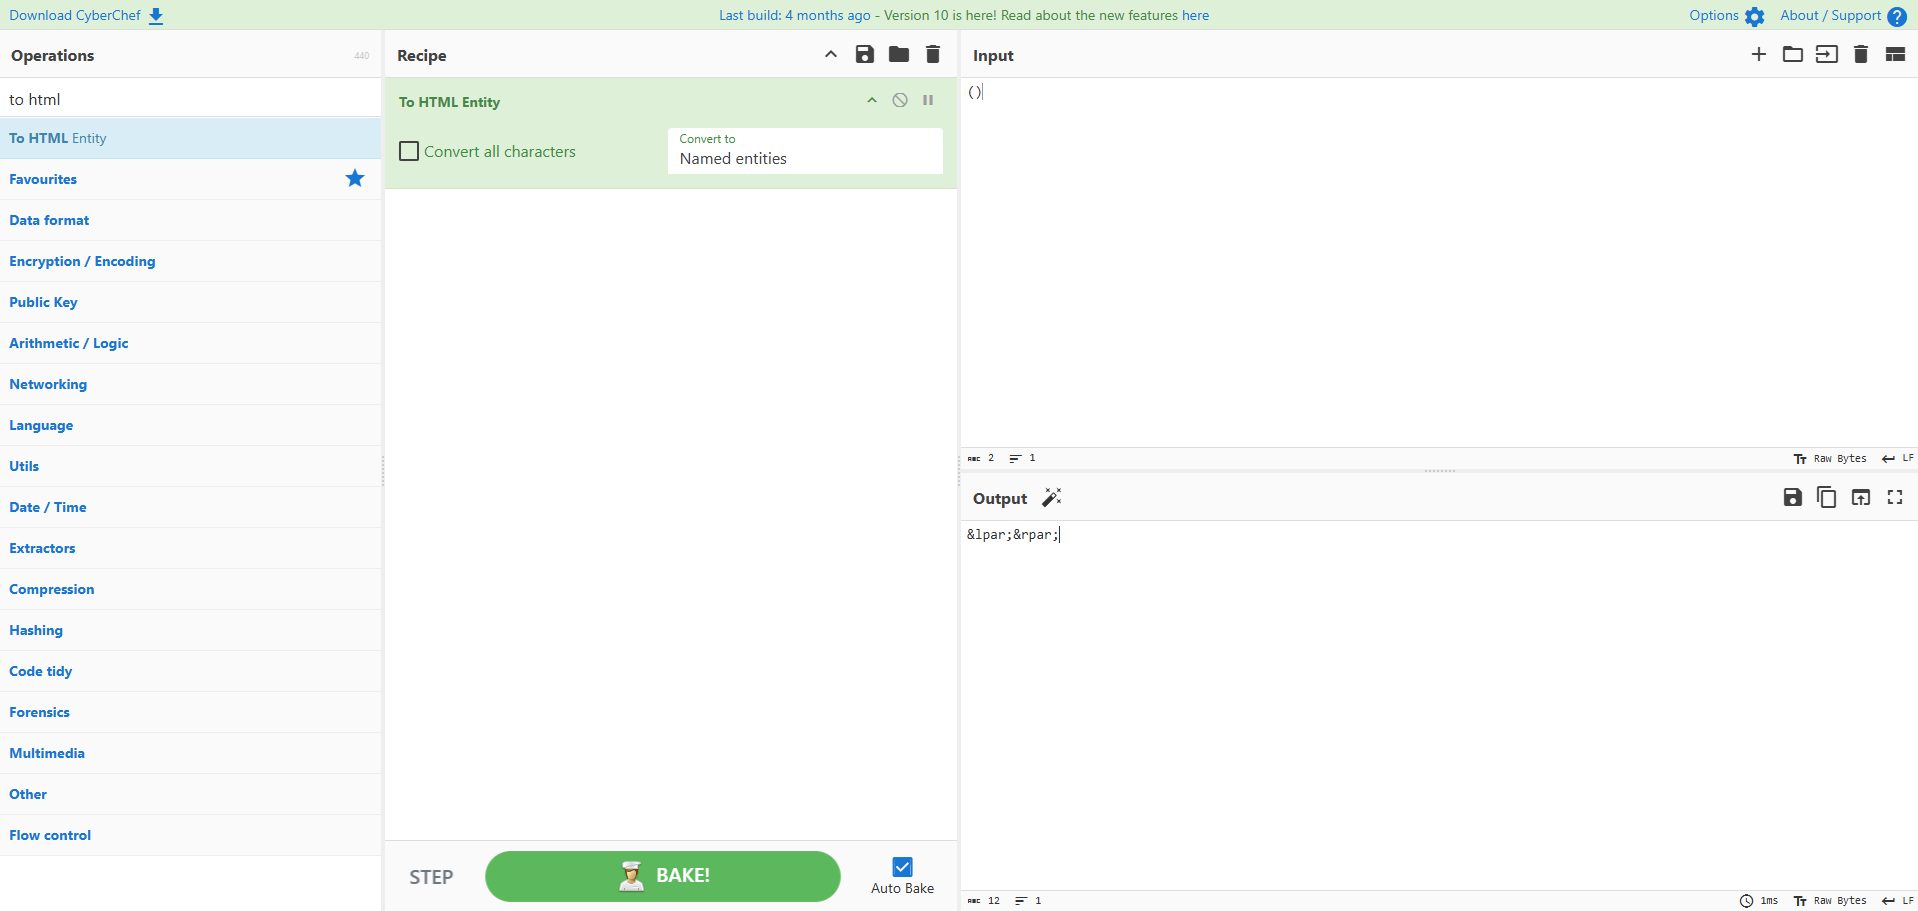 Download CyberChef
Last build: 4 months ago - Version 10 is here! Read about the new features here
Options
About / Support
Operations
440
to html
To HTML Entity
Favourites
Data format
Encryption / Encoding
Public Key
Arithmetic / Logic
Networking
Language
Utils
Date / Time
Extractors
Compression
Hashing
Code tidy
Forensics
Multimedia
Other
Flow control
Recipe
To HTML Entity
Convert all characters
Convert to
Named entities
STEP
BAKE!
Auto Bake
Input
()
ABC 2 1
Raw Bytes LF
Output
&lpar;&rpar;
ABC 12 1
1ms Raw Bytes LF